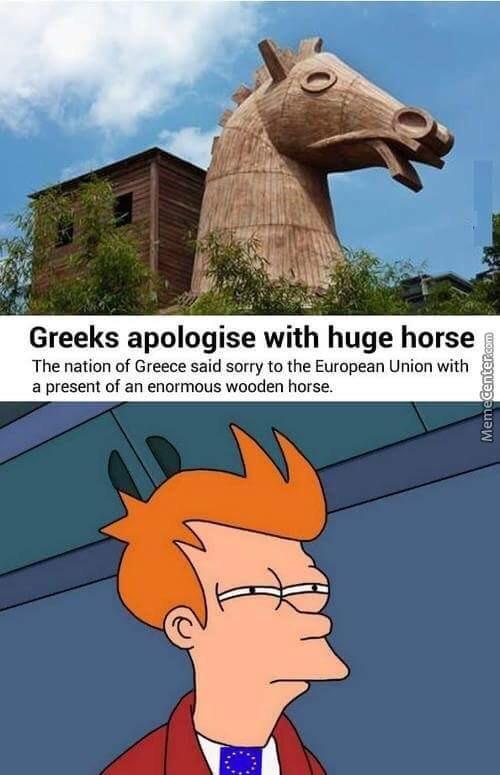 Greeks apologise with huge horse
The nation of Greece said sorry to the European Union with
a present of an enormous wooden horse.
MemeCenter.com